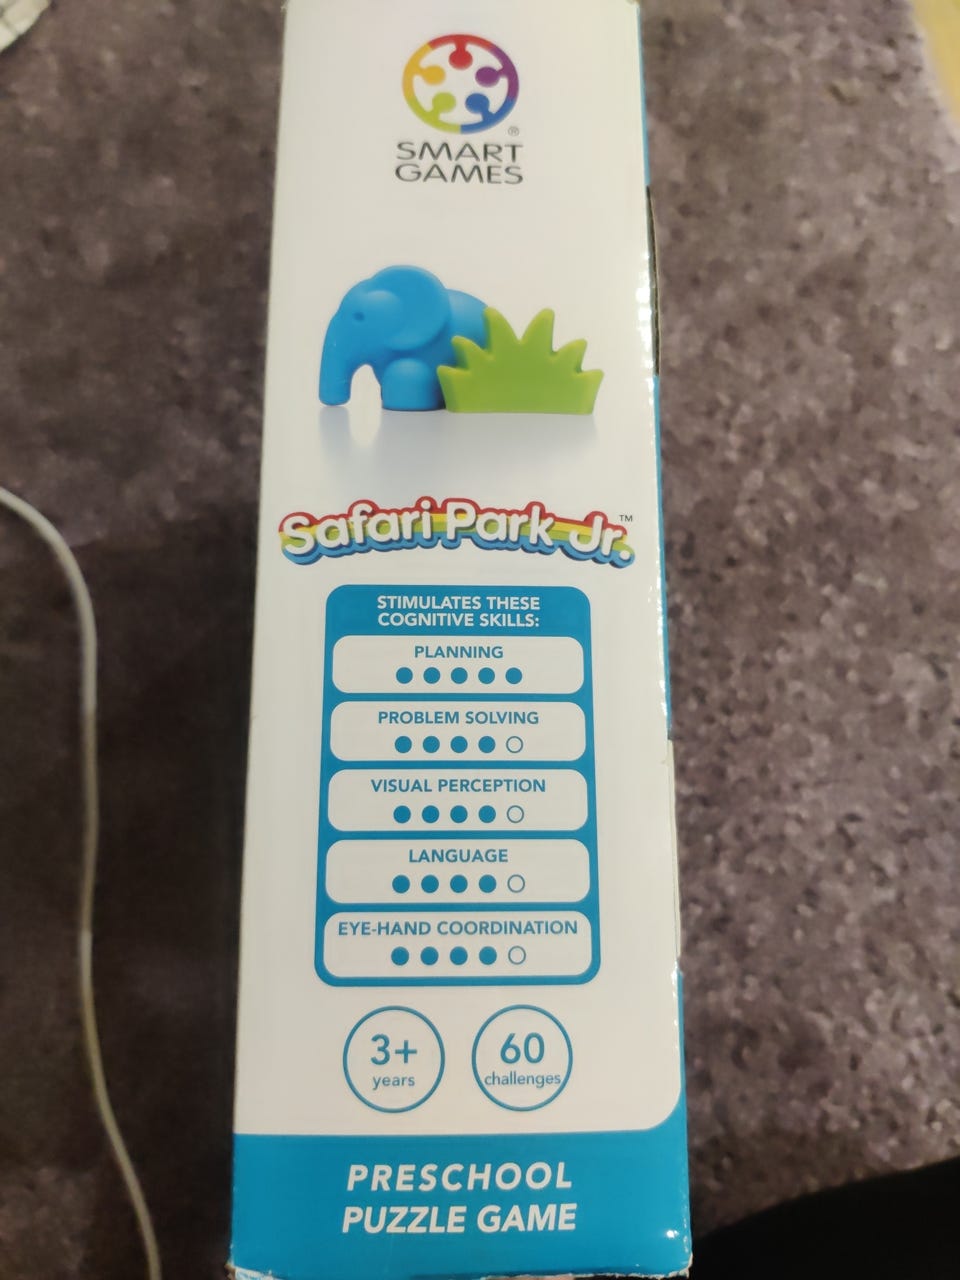 ®
SMART
GAMES
Safari Park Jr.™
STIMULATES THESE
COGNITIVE SKILLS:
PLANNING
PROBLEM SOLVING
VISUAL PERCEPTION
LANGUAGE
EYE-HAND COORDINATION
3+
years
60
challenges
PRESCHOOL
PUZZLE GAME